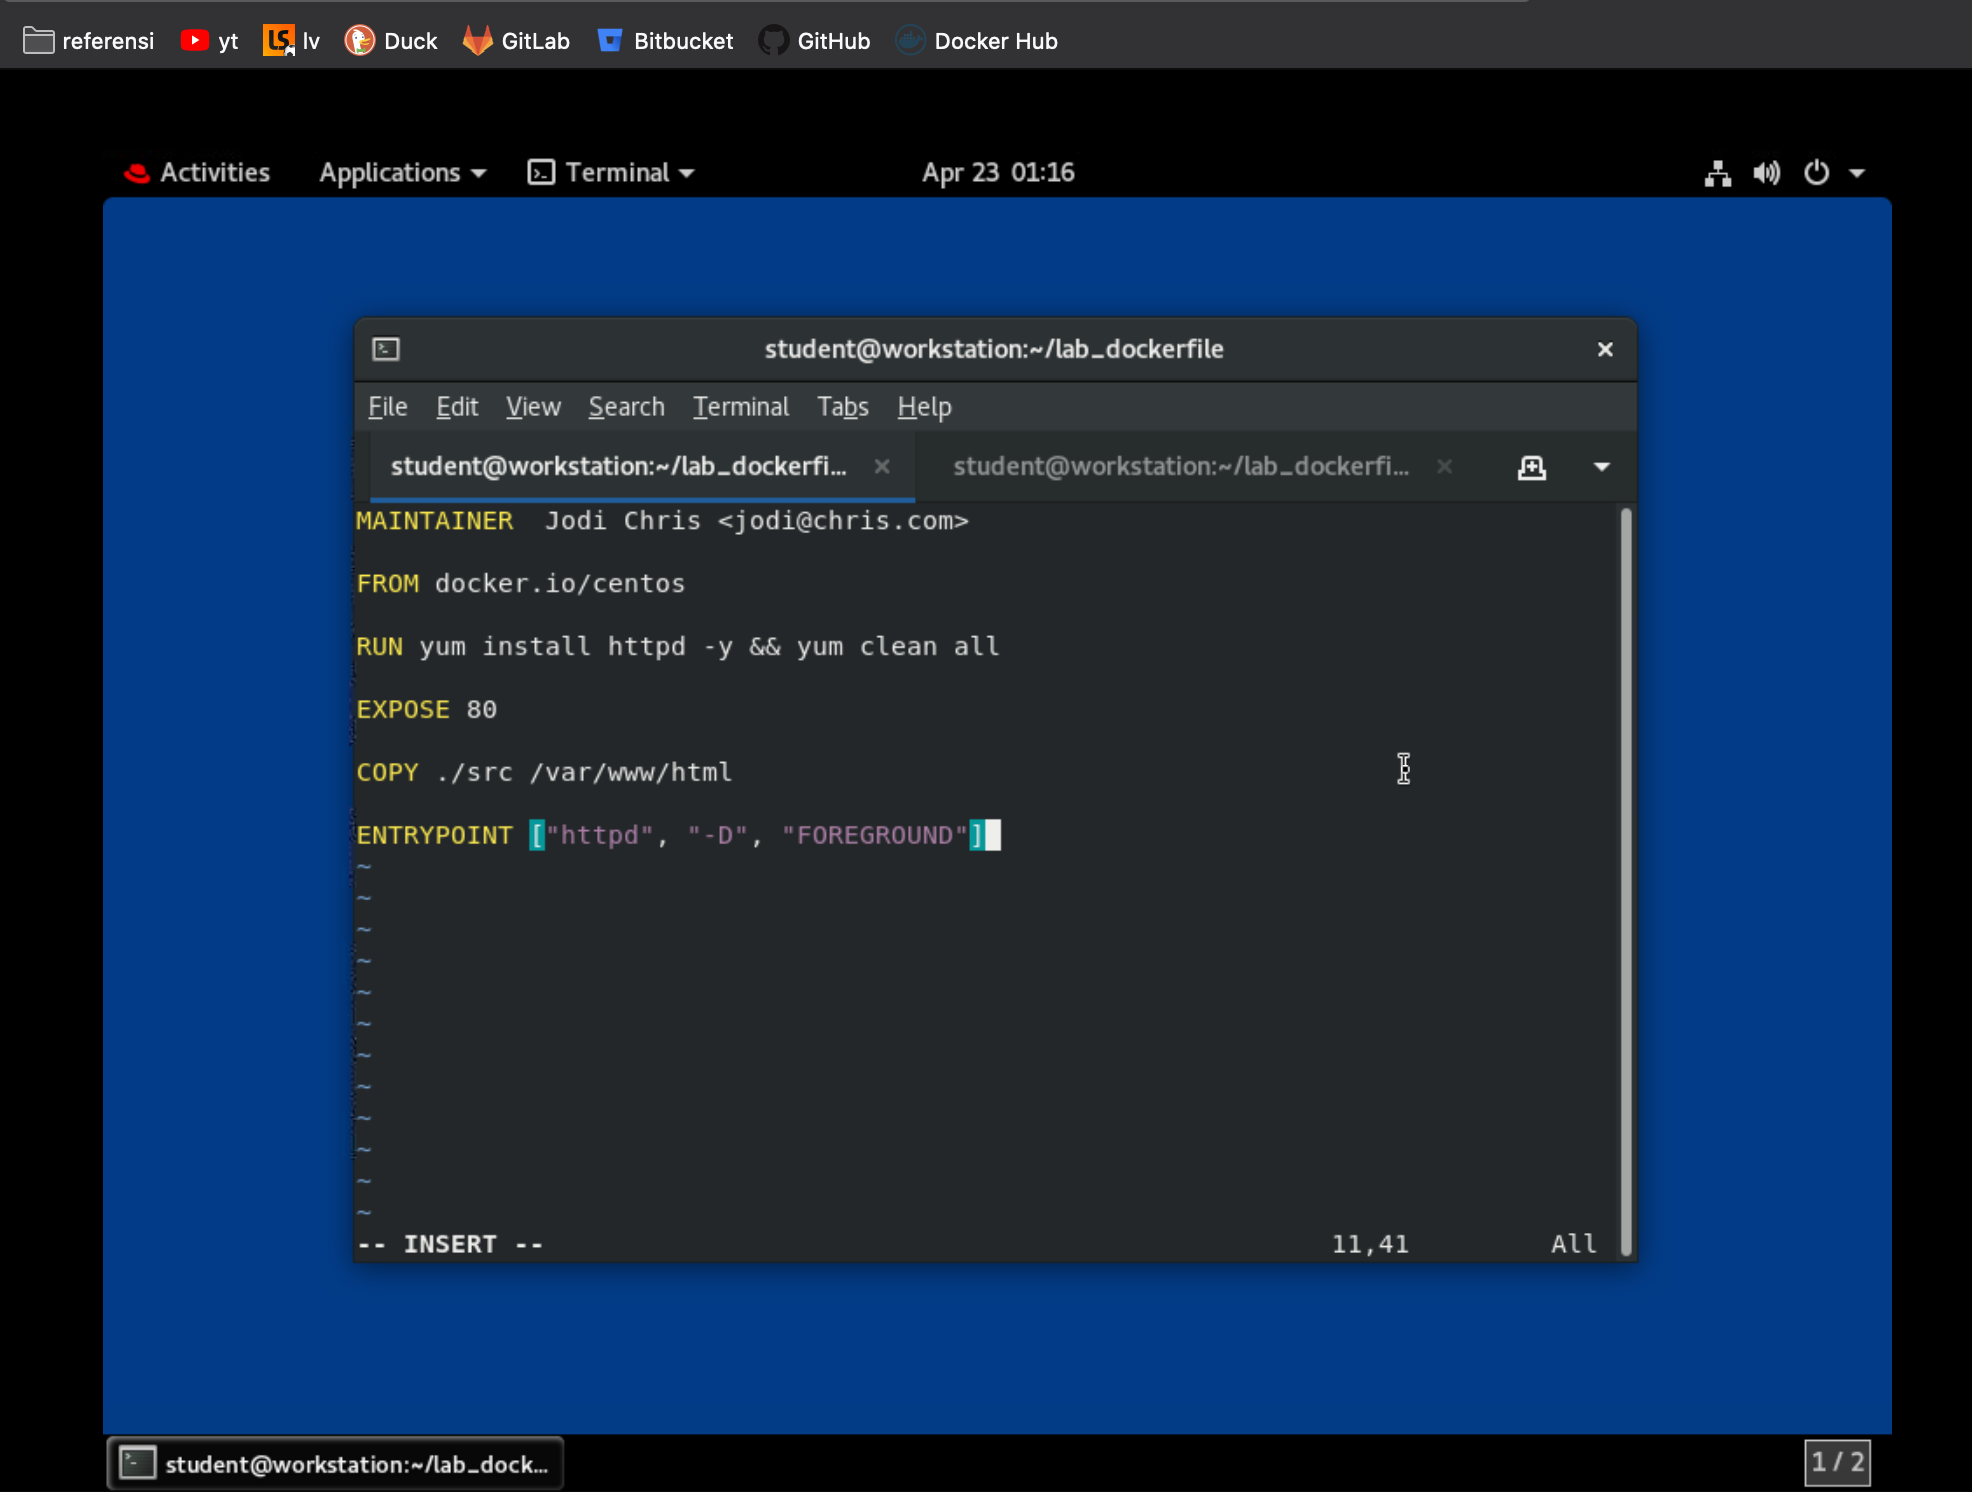 referensi yt lv Duck GitLab Bitbucket GitHub Docker Hub
Activities Applications Terminal Apr 23 01:16
student@workstation:~/lab_dockerfile
File Edit View Search Terminal Tabs Help
student@workstation:~/lab_dockerfi... student@workstation:~/lab_dockerfi...
MAINTAINER  Jodi Chris <jodi@chris.com>
FROM docker.io/centos
RUN yum install httpd -y && yum clean all
EXPOSE 80
COPY ./src /var/www/html
ENTRYPOINT ["httpd", "-D", "FOREGROUND"]
~
~
~
~
~
~
~
~
~
~
~
~
-- INSERT -- 11,41 All
student@workstation:~/lab_dock... 1 / 2